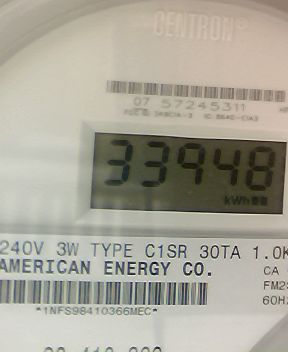 CENTRON®
07 57245311
33948
kWh
240V 3W TYPE C1SR 30TA 1.0K
AMERICAN ENERGY CO.
CA
FM2S
60HZ
*1NFS98410366MEC*